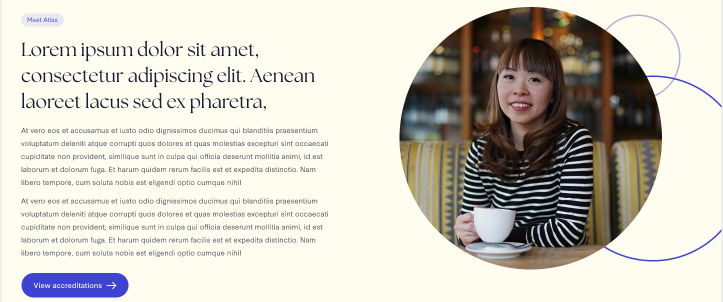 Meet Atlas
Lorem ipsum dolor sit amet,
consectetur adipiscing elit. Aenean
laoreet lacus sed ex pharetra,
At vero eos et accusamus et iusto odio dignissimos ducimus qui blanditiis praesentium
voluptatum deleniti atque corrupti quos dolores et quas molestias excepturi sint occaecati
cupiditate non provident, similique sunt in culpa qui officia deserunt mollitia animi, id est
laborum et dolorum fuga. Et harum quidem rerum facilis est et expedita distinctio. Nam
libero tempore, cum soluta nobis est eligendi optio cumque nihil
At vero eos et accusamus et iusto odio dignissimos ducimus qui blanditiis praesentium
voluptatum deleniti atque corrupti quos dolores et quas molestias excepturi sint occaecati
cupiditate non provident, similique sunt in culpa qui officia deserunt mollitia animi, id est
laborum et dolorum fuga. Et harum quidem rerum facilis est et expedita distinctio. Nam
libero tempore, cum soluta nobis est eligendi optio cumque nihil
View accreditations →